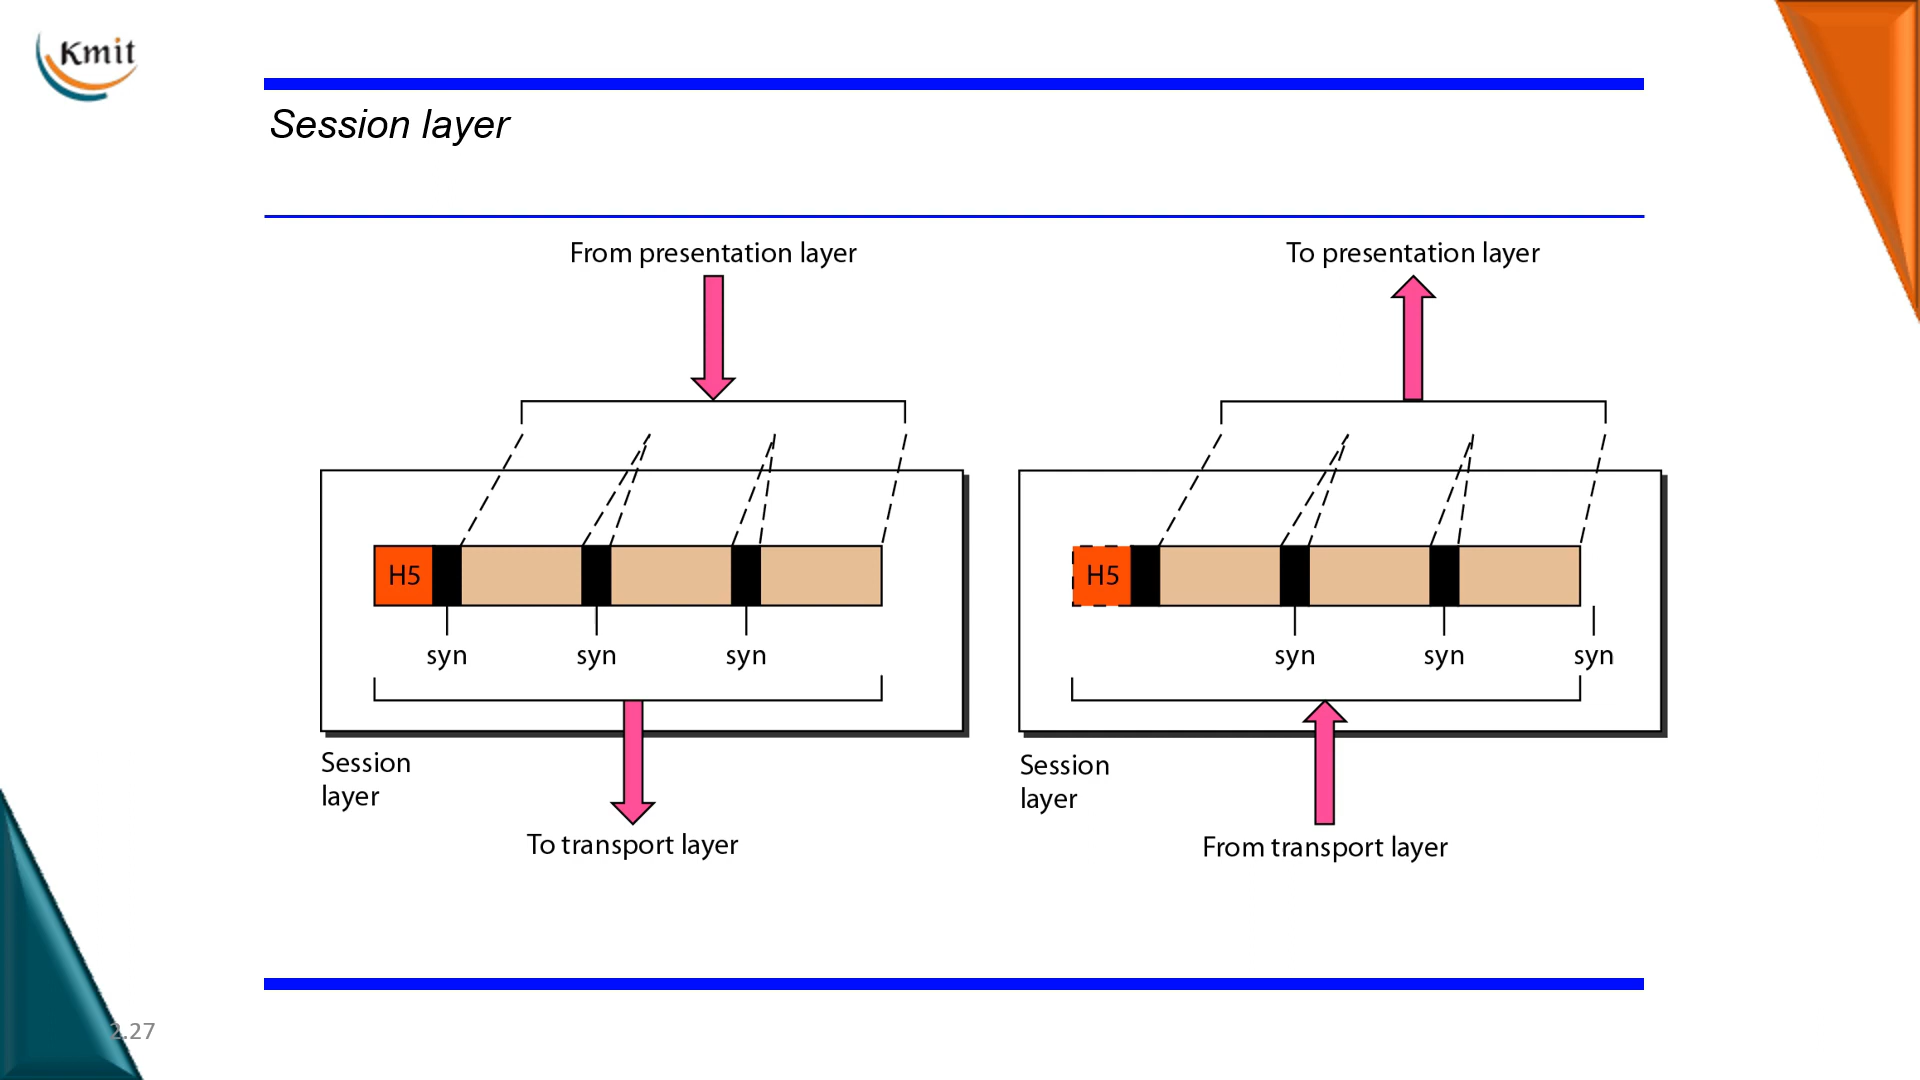 Kmit
Session layer
From presentation layer
To presentation layer
H5
H5
syn syn syn
syn syn syn
Session
layer
Session
layer
To transport layer
From transport layer
2.27